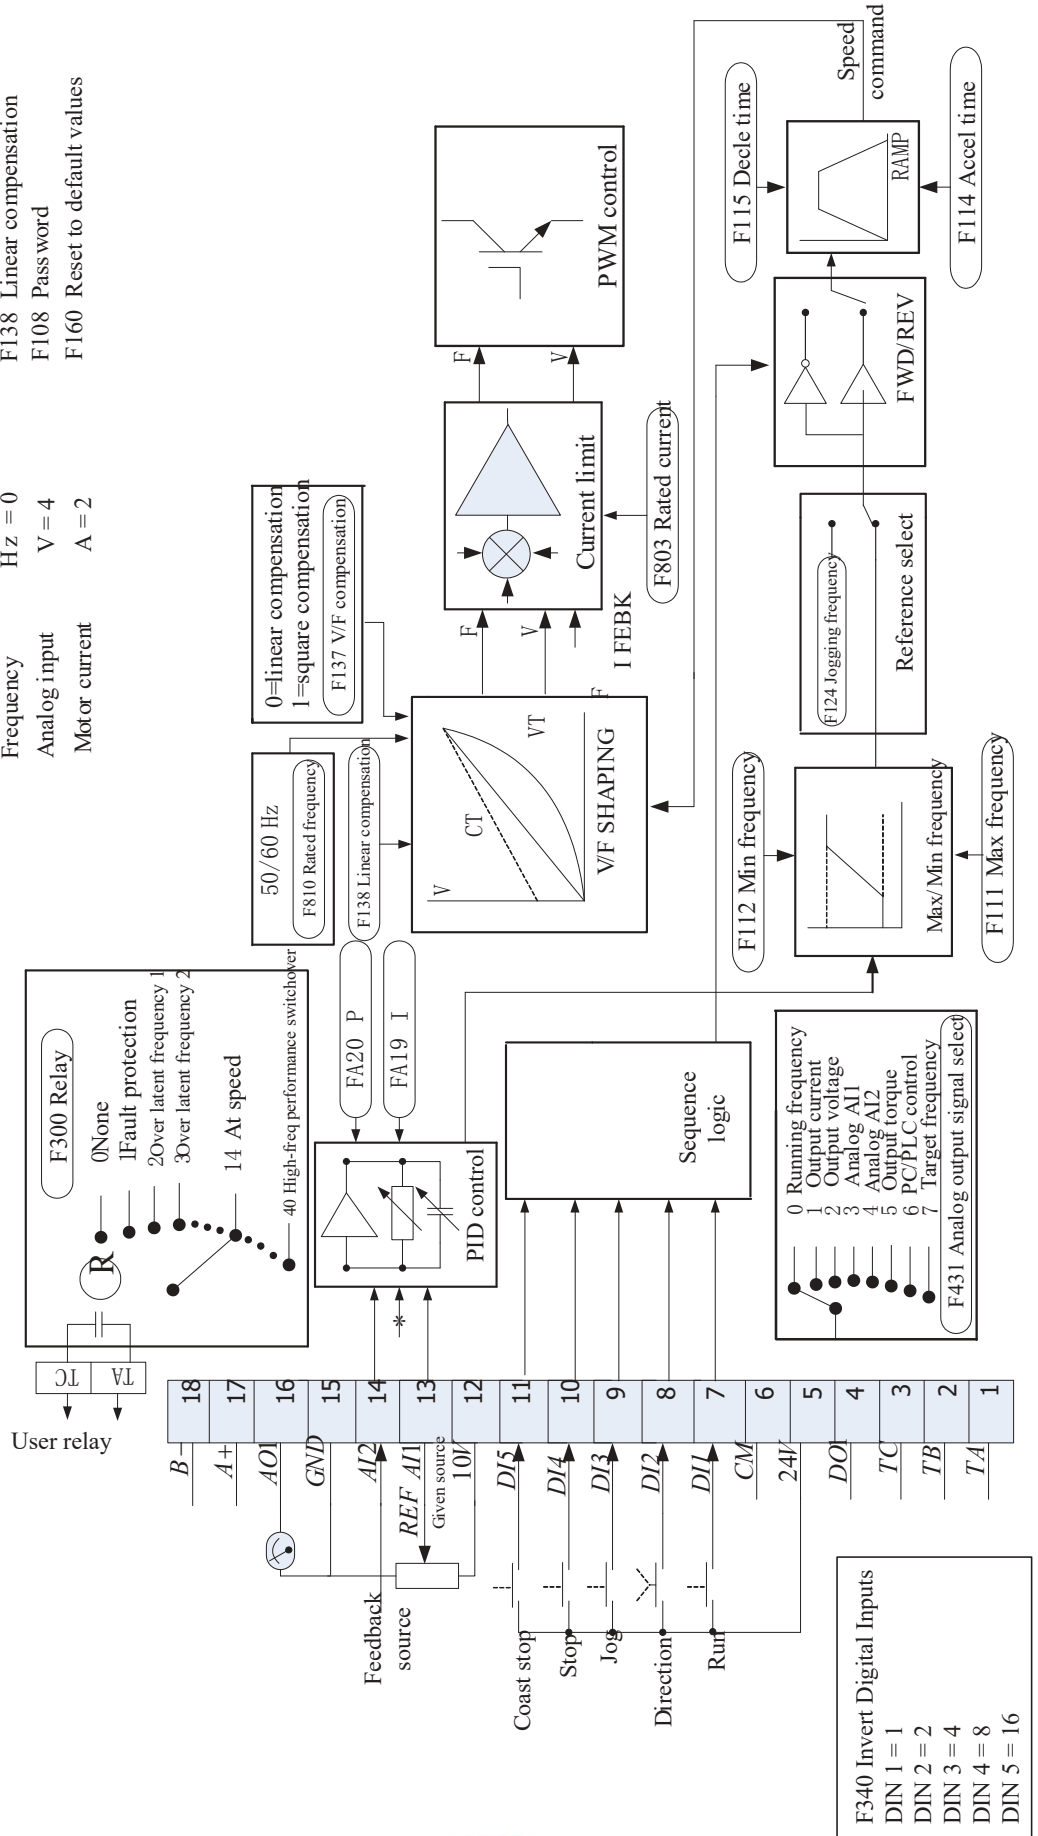 Frequency Hz = 0
Analog input V = 4
Motor current A = 2
F138 Linear compensation
F108 Password
F160 Reset to default values
User relay
TC
TA
R
F300 Relay
0None
1Fault protection
2Over latent frequency 1
3Over latent frequency 2
14 At speed
40 High-freq performance switchover
50/60 Hz
F810 Rated frequency
F138 Linear compensation
0=linear compensation
1=square compensation
F137 V/F compensation
FA20 P
FA19 I
PID control
*
V
CT
VT
F
V/F SHAPING
F
V
I FEBK
Current limit
F803 Rated current
F
V
PWM control
B-
A+
AO1
GND
AI2
REF AI1
Given source
10V
DI5
DI4
DI3
DI2
DI1
CM
24V
DO1
TC
TB
TA
18
17
16
15
14
13
12
11
10
9
8
7
6
5
4
3
2
1
Feedback
source
Coast stop
Stop
Jog
Direction
Run
Sequence
logic
0 Running frequency
1 Output current
2 Output voltage
3 Analog AI1
4 Analog AI2
5 Output torque
6 PC/PLC control
7 Target frequency
F431 Analog output signal select
F112 Min frequency
Max/Min frequency
F111 Max frequency
F124 Jogging frequency
Reference select
FWD/REV
F115 Decle time
RAMP
F114 Accel time
Speed
command
F340 Invert Digital Inputs
DIN 1 = 1
DIN 2 = 2
DIN 3 = 4
DIN 4 = 8
DIN 5 = 16